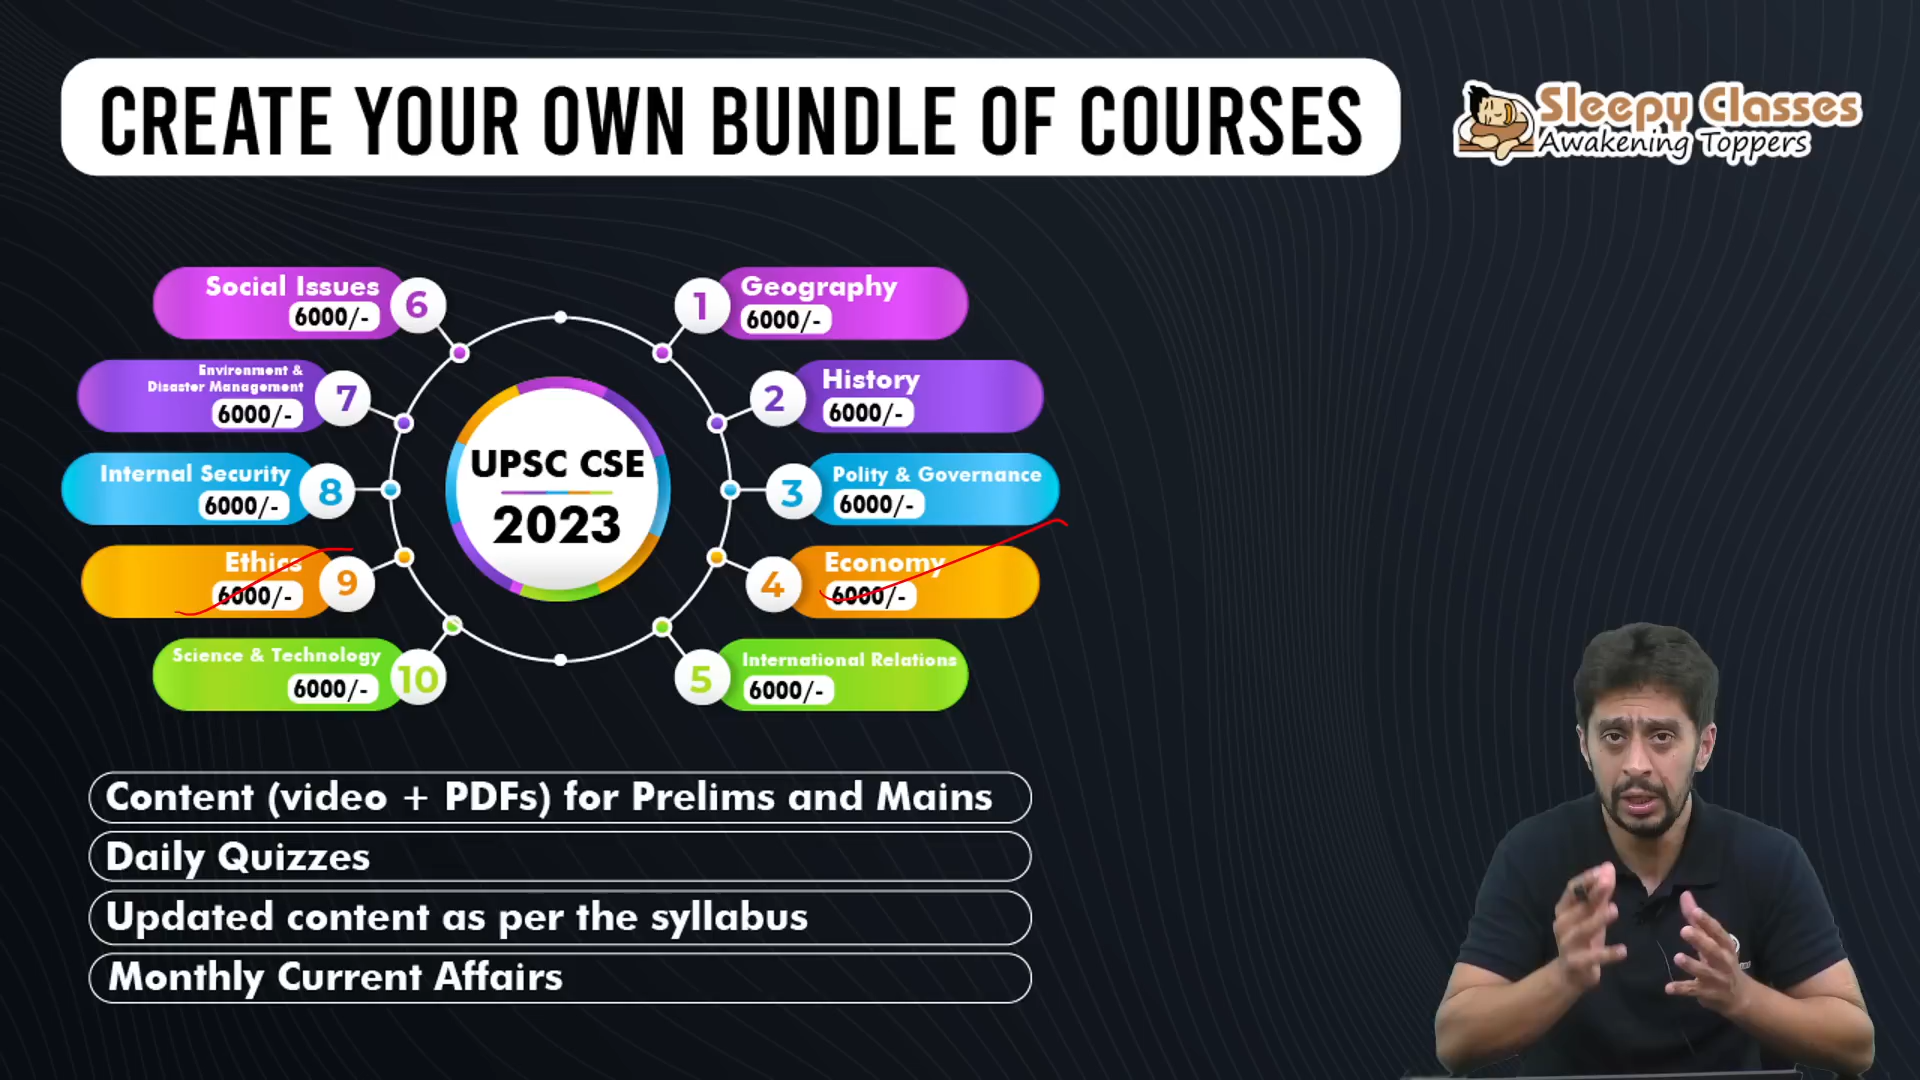 CREATE YOUR OWN BUNDLE OF COURSES
Sleepy Classes
Awakening Toppers
Social Issues
6000/-
6
1
Geography
6000/-
Environment &
Disaster Management
6000/-
7
2
History
6000/-
Internal Security
6000/-
8
UPSC CSE
2023
3
Polity & Governance
6000/-
Ethics
6000/-
9
4
Economy
6000/-
Science & Technology
6000/-
10
5
International Relations
6000/-
Content (video + PDFs) for Prelims and Mains
Daily Quizzes
Updated content as per the syllabus
Monthly Current Affairs